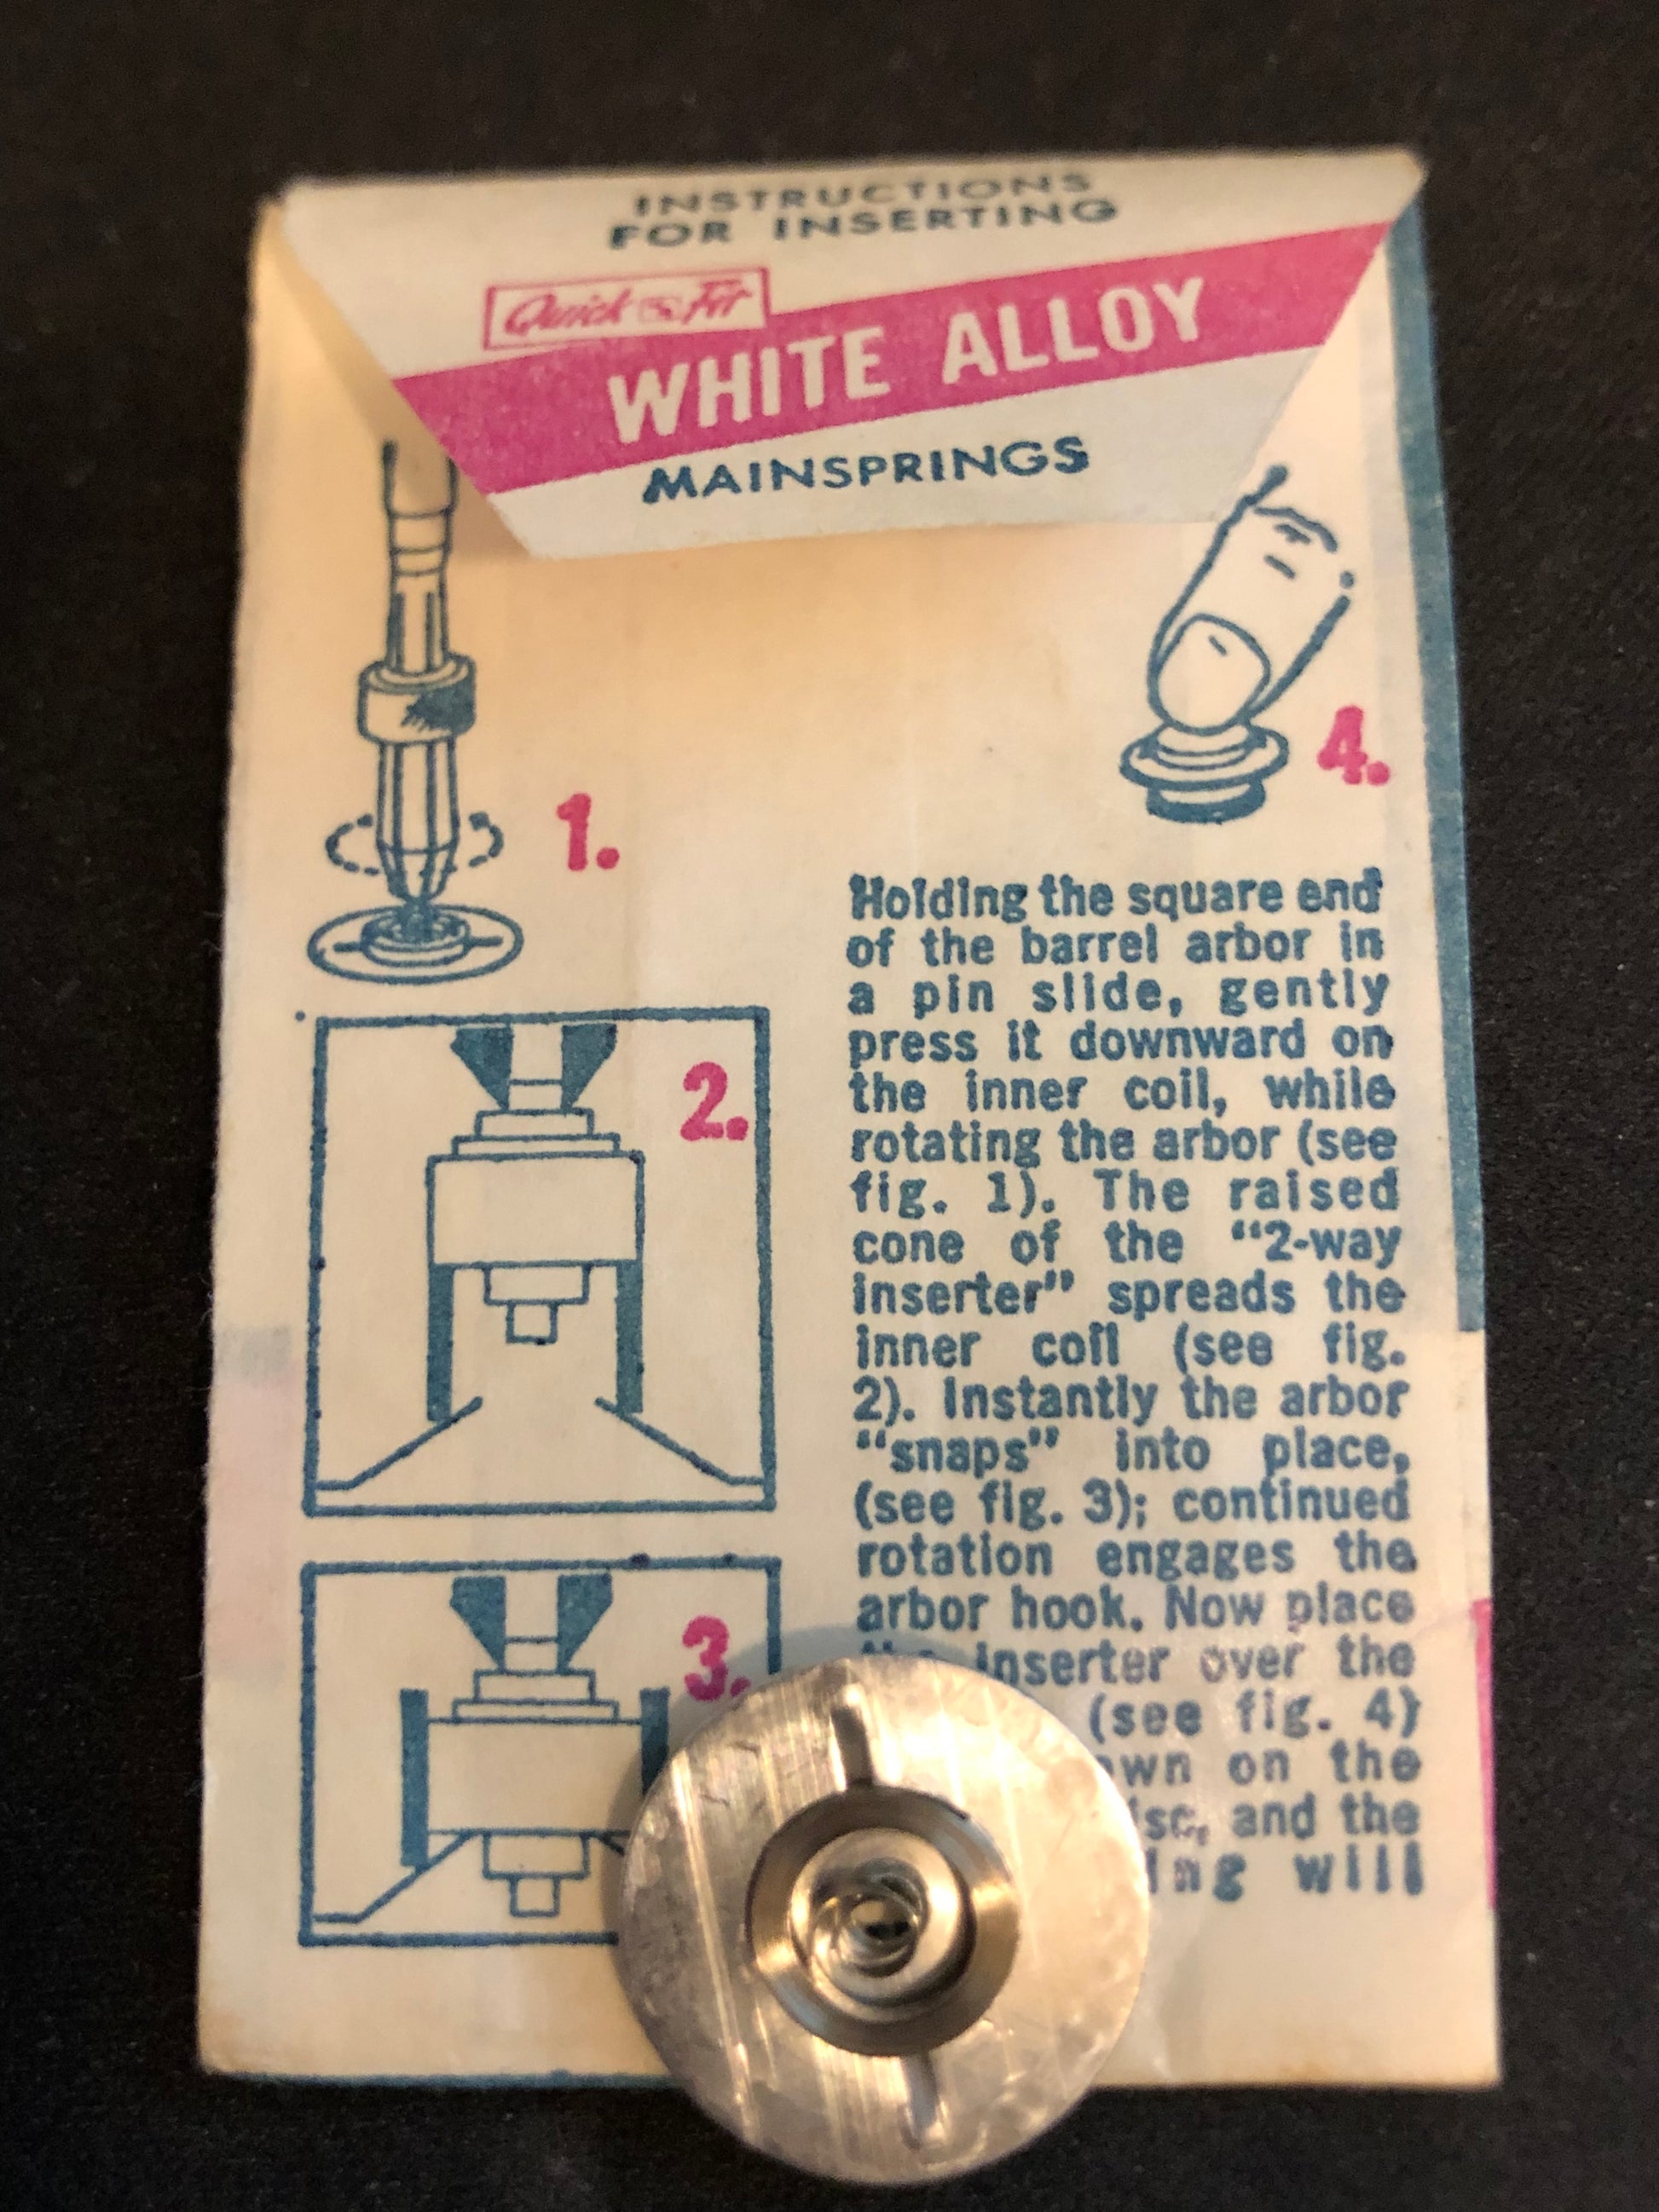 INSTRUCTIONS
FOR INSERTING
Quick Fit
WHITE ALLOY
MAINSPRINGS
1.
4.
2.
3.
Holding the square end
of the barrel arbor in
a pin slide, gently
press it downward on
the inner coil, while
rotating the arbor (see
fig. 1). The raised
cone of the "2-way
inserter" spreads the
inner coil (see fig.
2). Instantly the arbor
"snaps" into place,
(see fig. 3); continued
rotation engages the
arbor hook. Now place
inserter over the
(see fig. 4)
on the
and the
will